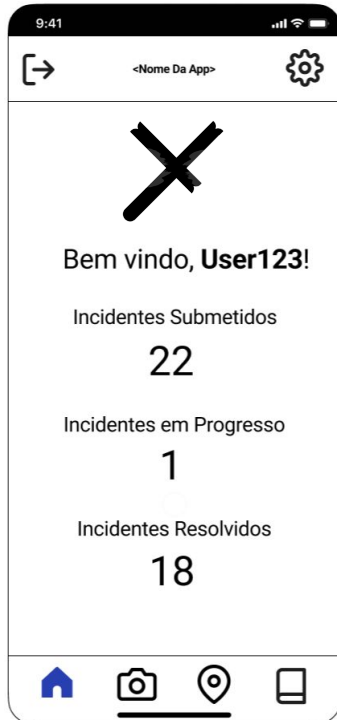 9:41
<Nome Da App>
Bem vindo, User123!
Incidentes Submetidos
22
Incidentes em Progresso
1
Incidentes Resolvidos
18